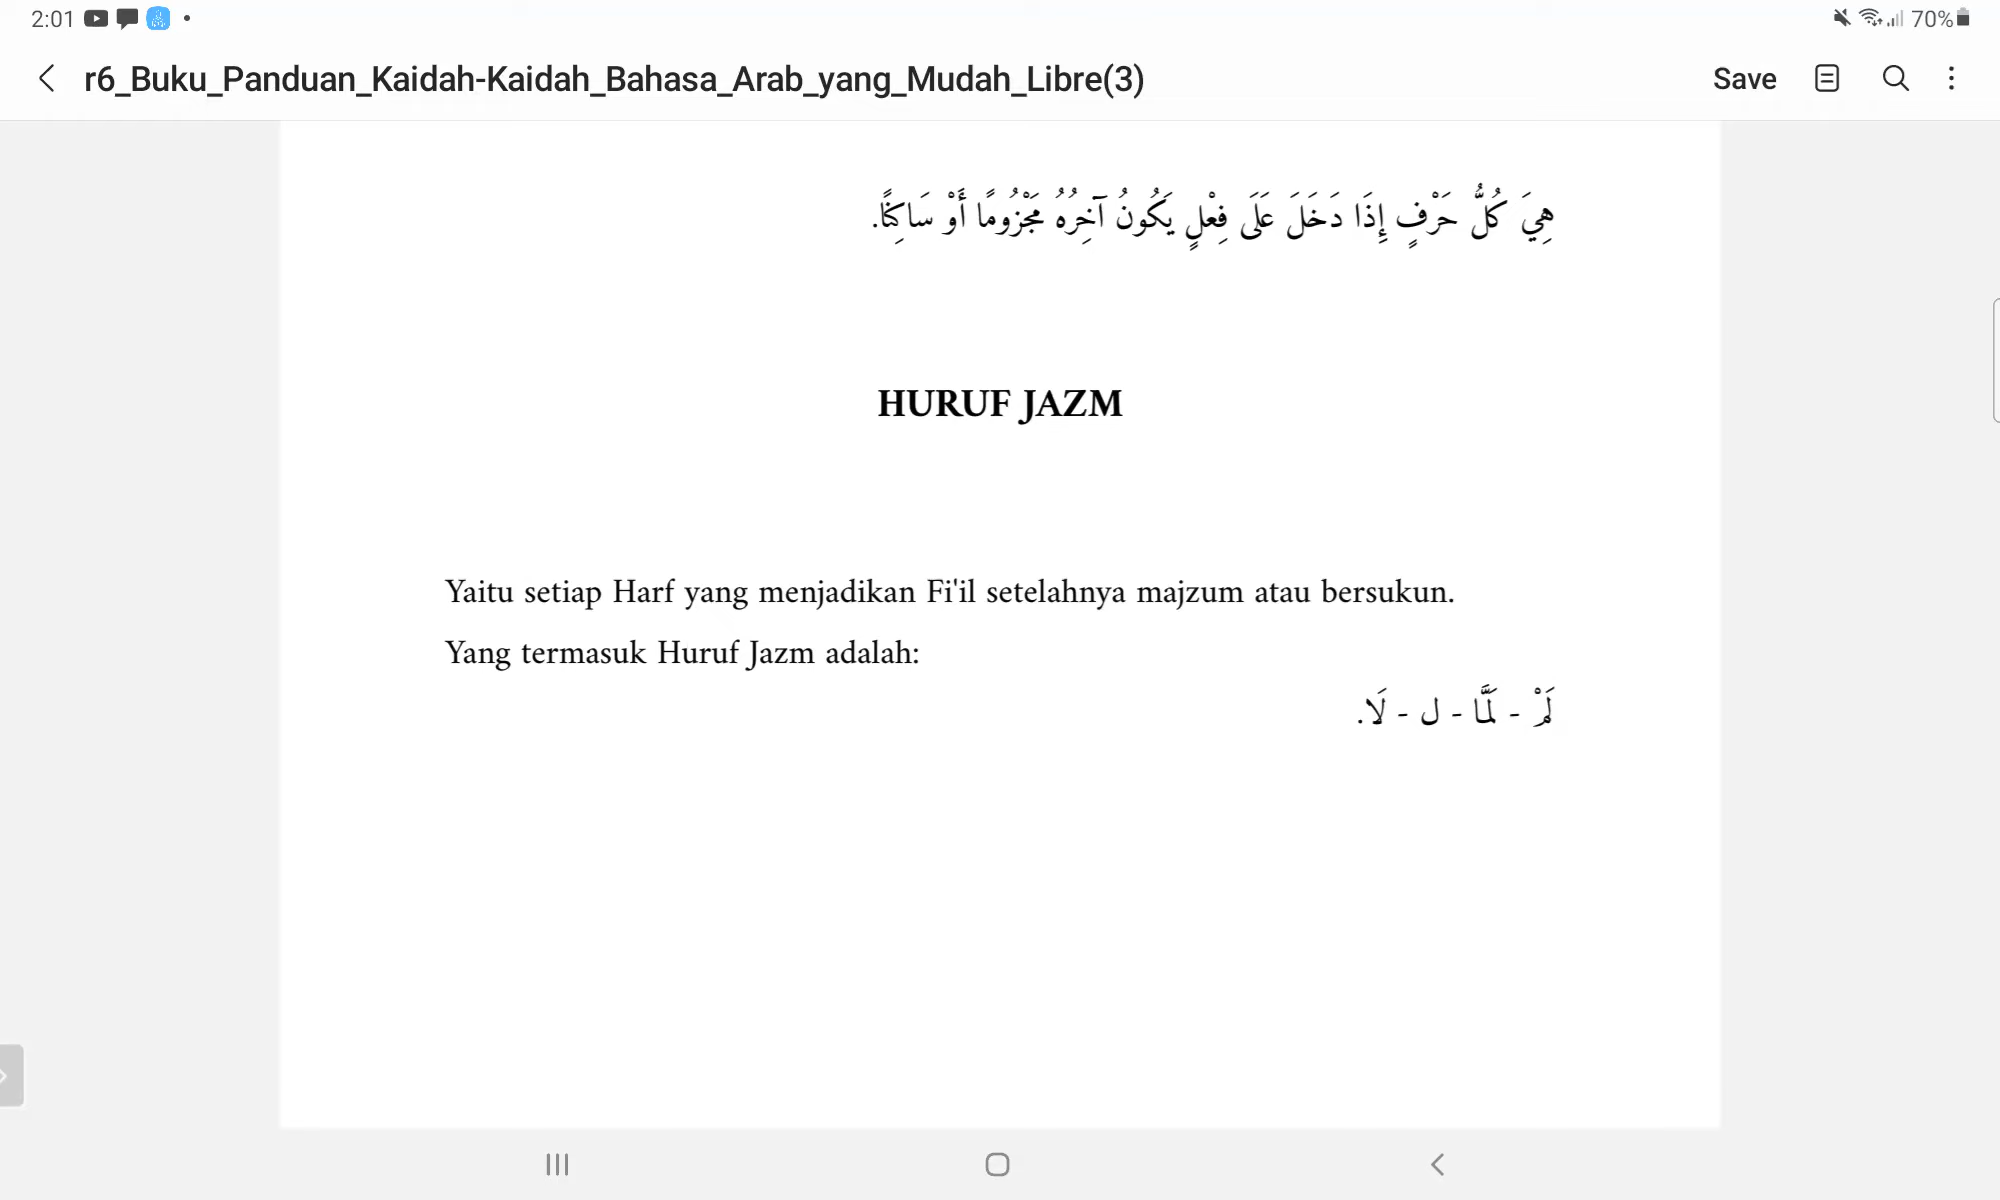 2:01
70%
r6_Buku_Panduan_Kaidah-Kaidah_Bahasa_Arab_yang_Mudah_Libre(3)
Save
هِيَ كُلُّ حَرْفٍ إِذَا دَخَلَ عَلَى فِعْلٍ يَكُونُ آخِرُهُ مَجْزُومًا أَوْ سَاكِنًا.
HURUF JAZM
Yaitu setiap Harf yang menjadikan Fi'il setelahnya majzum atau bersukun.
Yang termasuk Huruf Jazm adalah:
لَمْ - لَمَّا - ل - لَا.